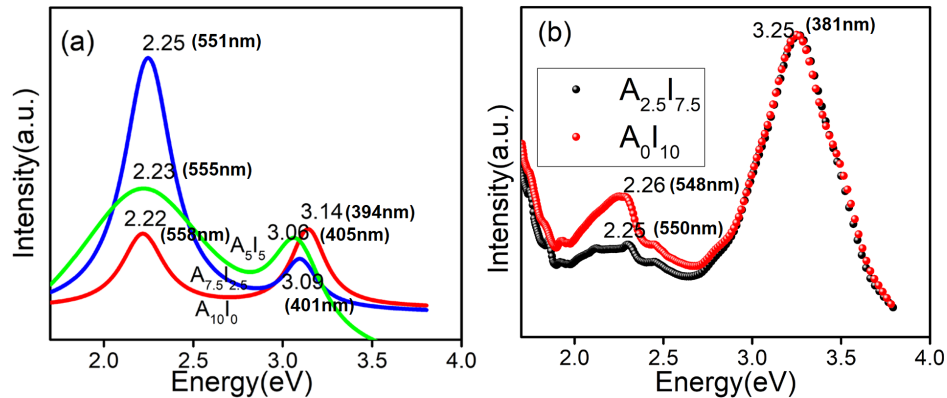 (a)
2.25 (551nm)
2.23 (555nm)
2.22
(558nm)
3.14 (394nm)
3.06 (405nm)
A5I5
A7.5I2.5
A10I0
3.09
(401nm)
Intensity(a.u.)
2.0 2.5 3.0 3.5 4.0
Energy(eV)
(b)
3.25 (381nm)
A2.5I7.5
A0I10
2.26 (548nm)
2.25 (550nm)
Intensity(a.u.)
2.0 2.5 3.0 3.5 4.0
Energy(eV)